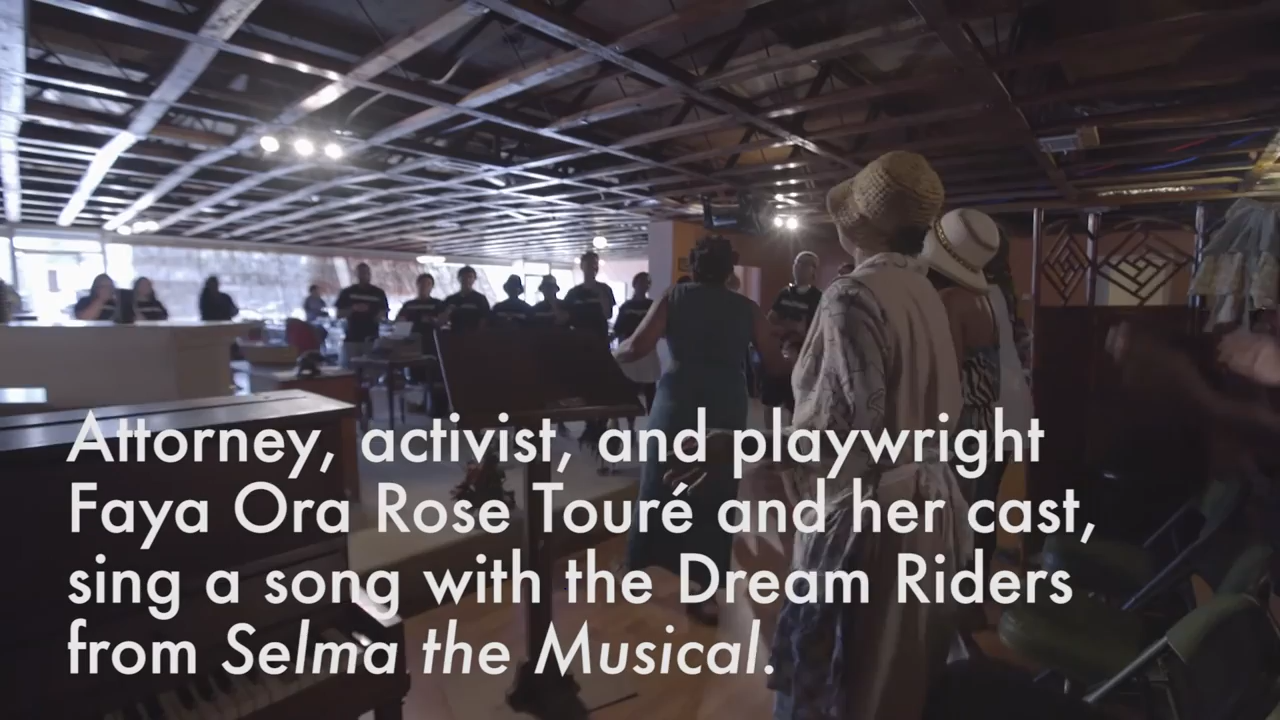 Attorney, activist, and playwright
Faya Ora Rose Touré and her cast,
sing a song with the Dream Riders
from Selma the Musical.